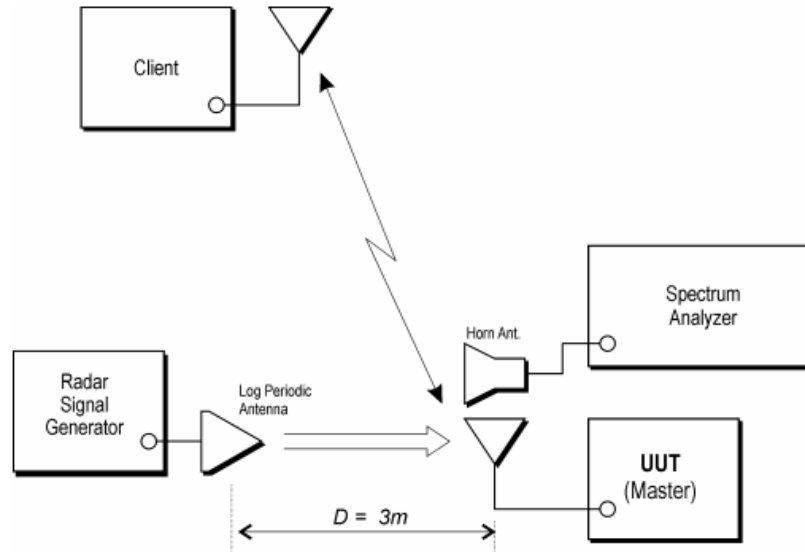 Client
Spectrum
Analyzer
Horn Ant.
Radar
Signal
Generator
Log Periodic
Antenna
UUT
(Master)
D = 3m